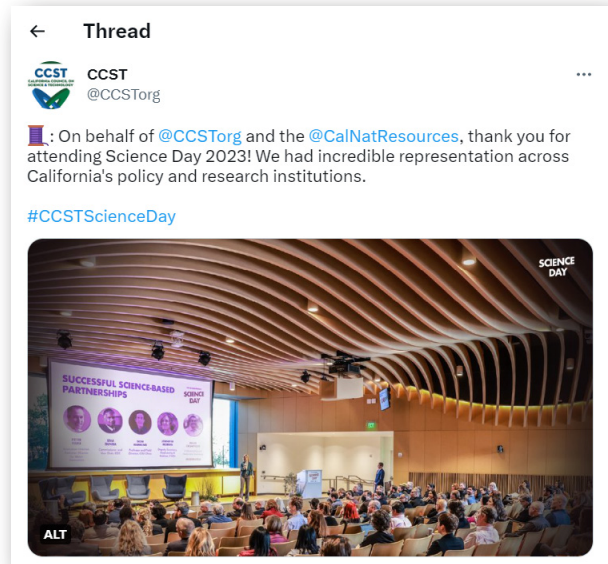 Thread
CCST
CALIFORNIA COUNCIL ON
SCIENCE & TECHNOLOGY
CCST
@CCSTorg
: On behalf of @CCSTorg and the @CalNatResources, thank you for
attending Science Day 2023! We had incredible representation across
California's policy and research institutions.
#CCSTScienceDay
SCIENCE
DAY
SUCCESSFUL SCIENCE-BASED
PARTNERSHIPS
SCIENCE
DAY
ALT